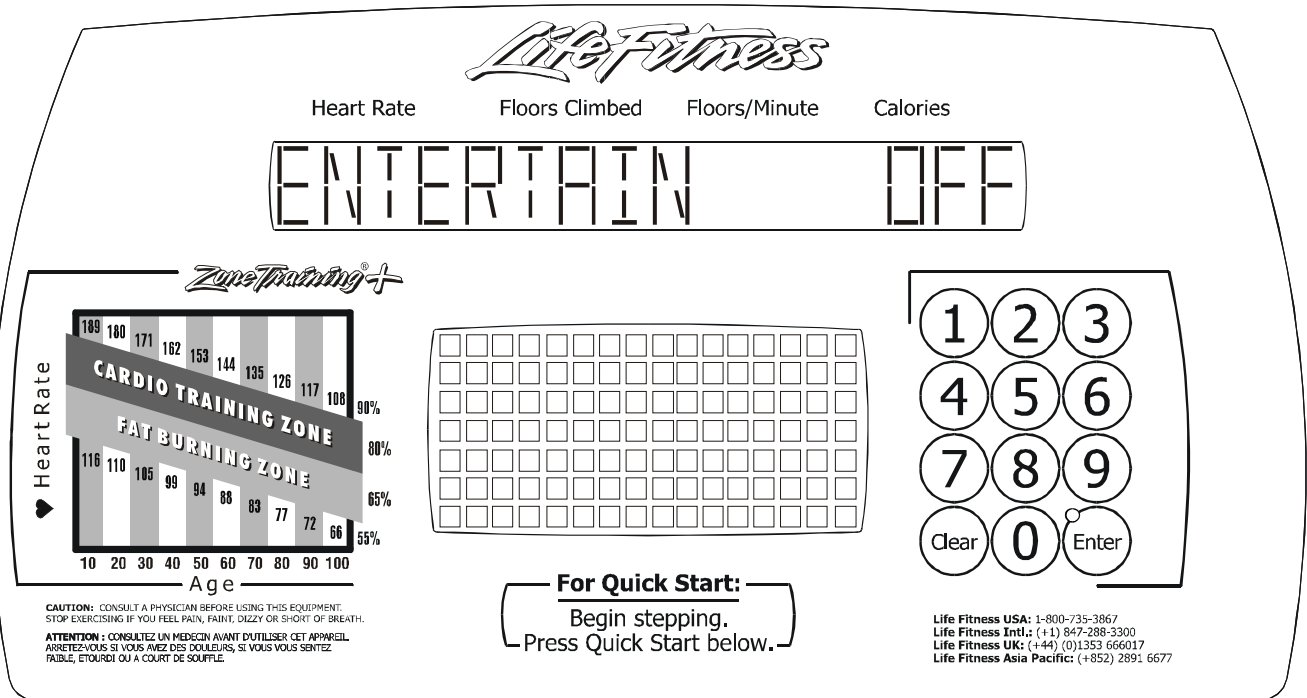 Life Fitness
Heart Rate Floors Climbed Floors/Minute Calories
ENTERTAIN OFF
Zone Training®+
Heart Rate
189 180 171 162 153 144 135 126 117 108
CARDIO TRAINING ZONE
FAT BURNING ZONE
116 110 105 99 94 88 83 77 72 66
90%
80%
65%
55%
10 20 30 40 50 60 70 80 90 100
Age
CAUTION: CONSULT A PHYSICIAN BEFORE USING THIS EQUIPMENT.
STOP EXERCISING IF YOU FEEL PAIN, FAINT, DIZZY OR SHORT OF BREATH.
ATTENTION : CONSULTEZ UN MEDECIN AVANT D'UTILISER CET APPAREIL.
ARRETEZ-VOUS SI VOUS AVEZ DES DOULEURS, SI VOUS VOUS SENTEZ
FAIBLE, ETOURDI OU A COURT DE SOUFFLE.
For Quick Start:
Begin stepping.
Press Quick Start below.
1 2 3
4 5 6
7 8 9
Clear 0 Enter
Life Fitness USA: 1-800-735-3867
Life Fitness Intl.: (+1) 847-288-3300
Life Fitness UK: (+44) (0)1353 666017
Life Fitness Asia Pacific: (+852) 2891 6677